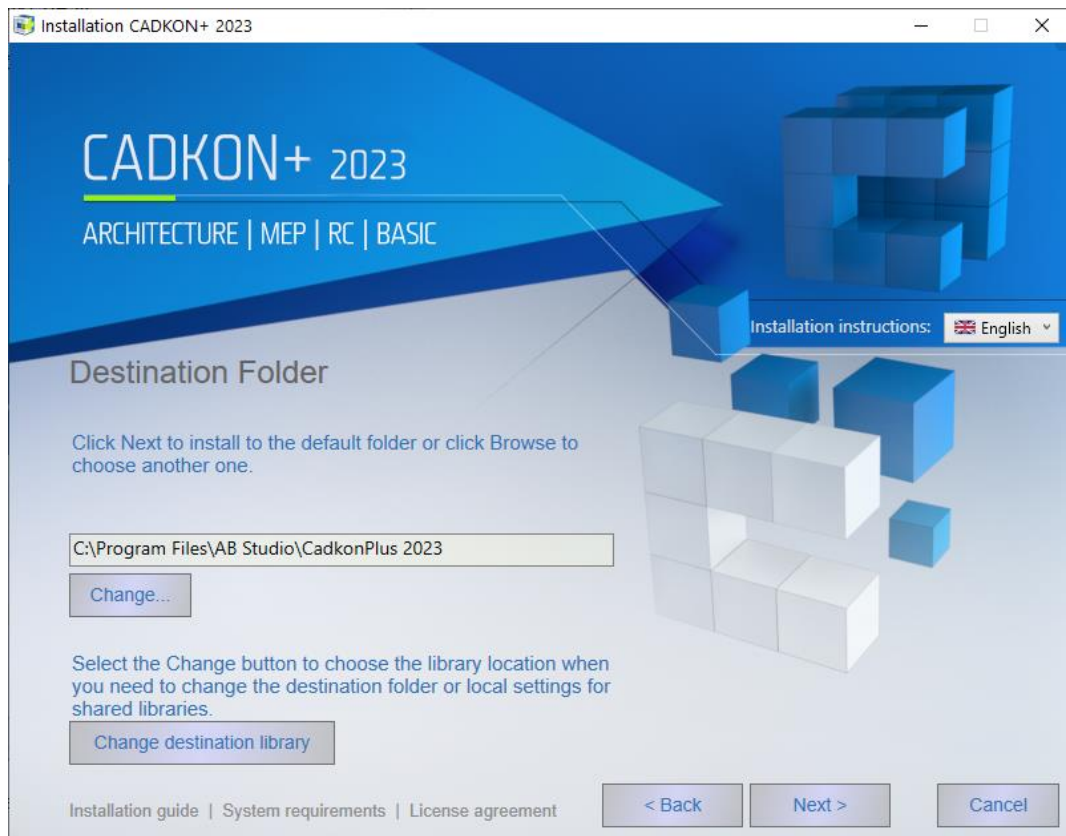 Installation CADKON+ 2023
CADKON+ 2023
ARCHITECTURE | MEP | RC | BASIC
Installation instructions: English
Destination Folder
Click Next to install to the default folder or click Browse to
choose another one.
C:\Program Files\AB Studio\CadkonPlus 2023
Change...
Select the Change button to choose the library location when
you need to change the destination folder or local settings for
shared libraries.
Change destination library
Installation guide | System requirements | License agreement
< Back
Next >
Cancel